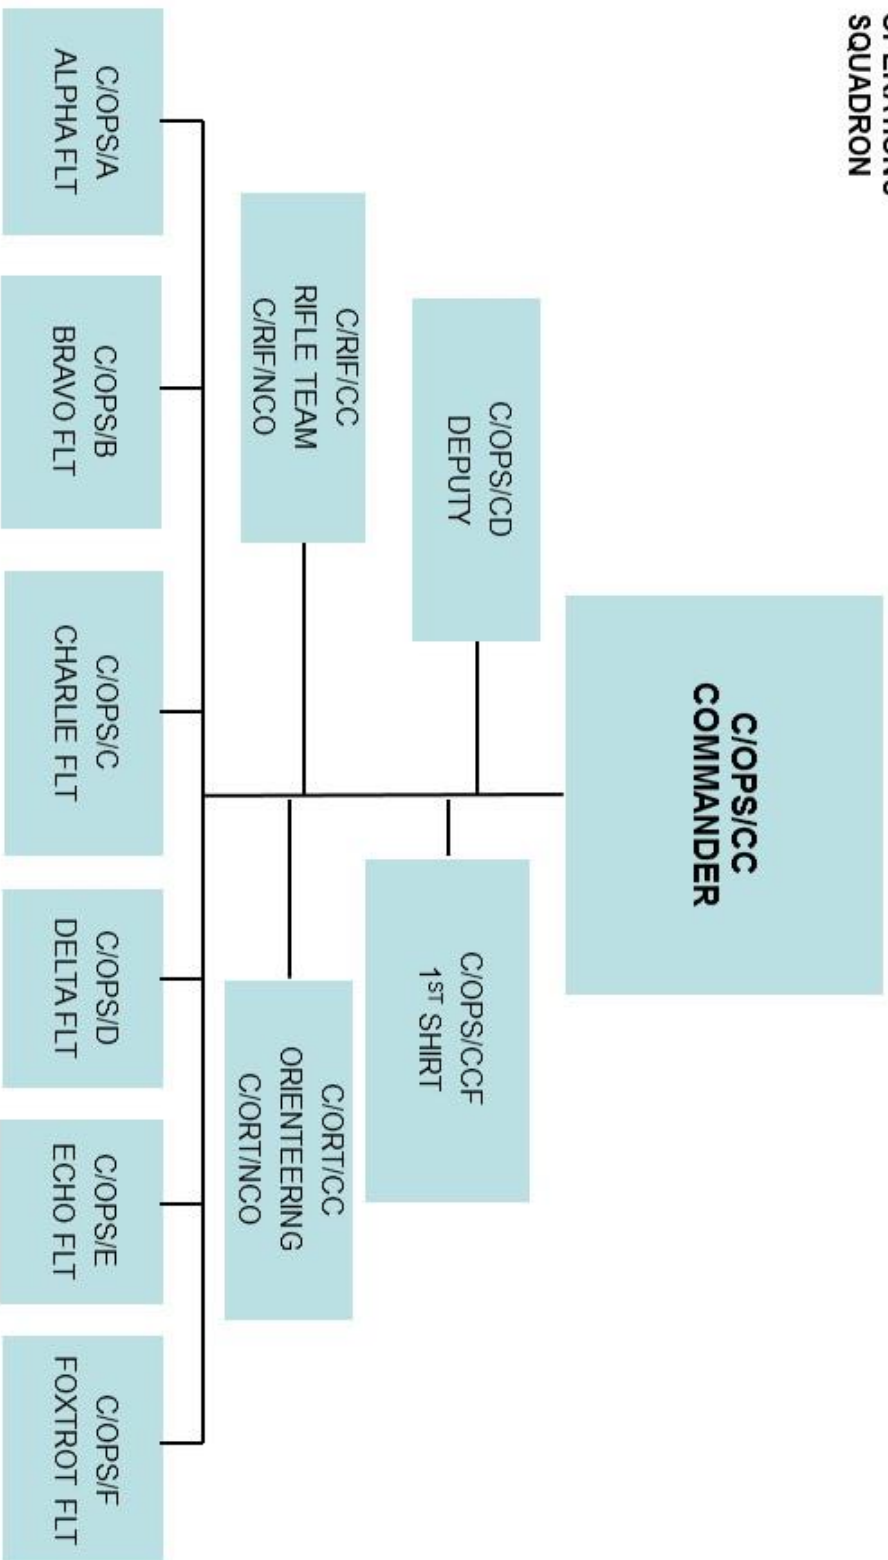 SQUADRON
C/OPS/CC
COMMANDER
C/OPS/CD
DEPUTY
C/OPS/CCF
1ST SHIRT
C/RIF/CC
RIFLE TEAM
C/RIF/NCO
C/ORT/CC
ORIENTEERING
C/ORT/NCO
C/OPS/A
ALPHA FLT
C/OPS/B
BRAVO FLT
C/OPS/C
CHARLIE FLT
C/OPS/D
DELTA FLT
C/OPS/E
ECHO FLT
C/OPS/F
FOXTROT FLT